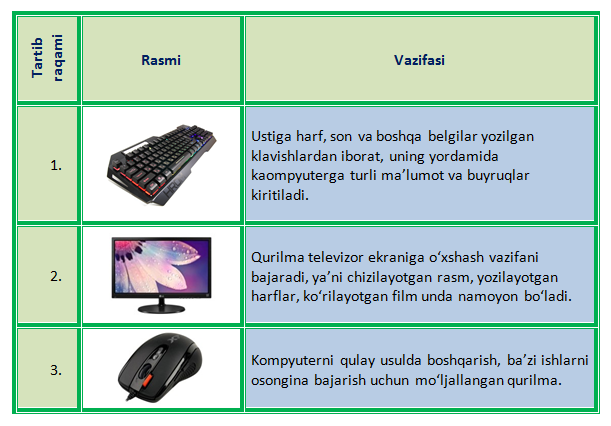 Tartib
raqami
Rasmi
Vazifasi
1.
Ustiga harf, son va boshqa belgilar yozilgan
klavishlardan iborat, uning yordamida
kaompyuterga turli ma’lumot va buyruqlar
kiritiladi.
2.
Qurilma televizor ekraniga o‘xshash vazifani
bajaradi, ya’ni chizilayotgan rasm, yozilayotgan
harflar, ko‘rilayotgan film unda namoyon bo‘ladi.
3.
Kompyuterni qulay usulda boshqarish, ba’zi ishlarni
osongina bajarish uchun mo‘ljallangan qurilma.